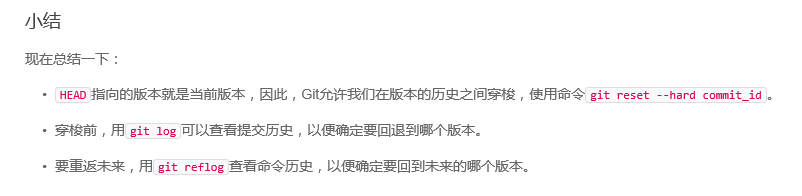 小结
现在总结一下：
• HEAD指向的版本就是当前版本，因此，Git允许我们在版本的历史之间穿梭，使用命令git reset --hard commit_id。
• 穿梭前，用git log可以查看提交历史，以便确定要回退到哪个版本。
• 要重返未来，用git reflog查看命令历史，以便确定要回到未来的哪个版本。